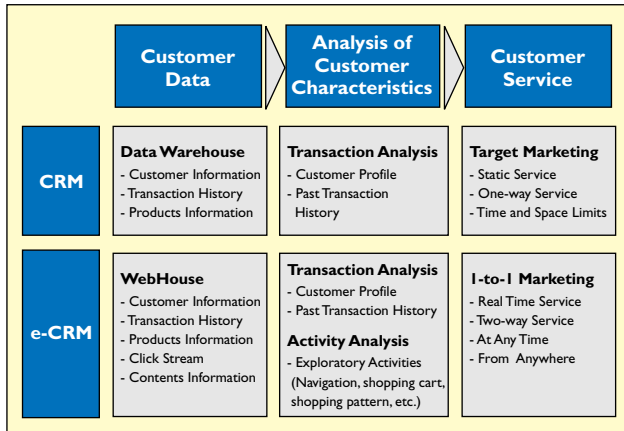 Customer
Data
Analysis of
Customer
Characteristics
Customer
Service
CRM
Data Warehouse
- Customer Information
- Transaction History
- Products Information
Transaction Analysis
- Customer Profile
- Past Transaction
History
Target Marketing
- Static Service
- One-way Service
- Time and Space Limits
e-CRM
WebHouse
- Customer Information
- Transaction History
- Products Information
- Click Stream
- Contents Information
Transaction Analysis
- Customer Profile
- Past Transaction History
Activity Analysis
- Exploratory Activities
(Navigation, shopping cart,
shopping pattern, etc.)
1-to-1 Marketing
- Real Time Service
- Two-way Service
- At Any Time
- From Anywhere